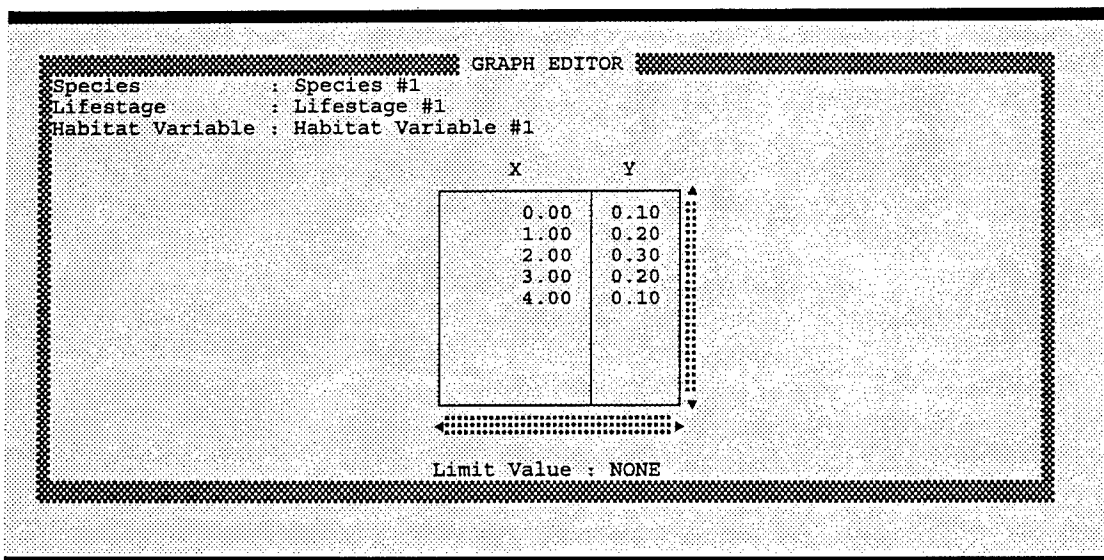 GRAPH EDITOR
Species : Species #1
Lifestage : Lifestage #1
Habitat Variable : Habitat Variable #1
X Y
0.00 0.10
1.00 0.20
2.00 0.30
3.00 0.20
4.00 0.10
Limit Value : NONE